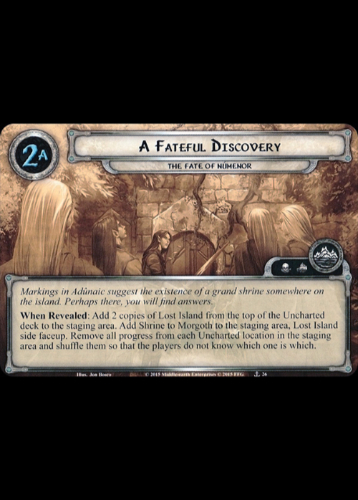 2A
A Fateful Discovery
The Fate of Númenor
Markings in Adûnaic suggest the existence of a grand shrine somewhere on
the island. Perhaps there, you will find answers.
When Revealed: Add 2 copies of Lost Island from the top of the Uncharted
deck to the staging area. Add Shrine to Morgoth to the staging area, Lost Island
side faceup. Remove all progress from each Uncharted location in the staging
area and shuffle them so that the players do not know which one is which.
© 2015 Middle-earth Enterprises © 2015 FFG